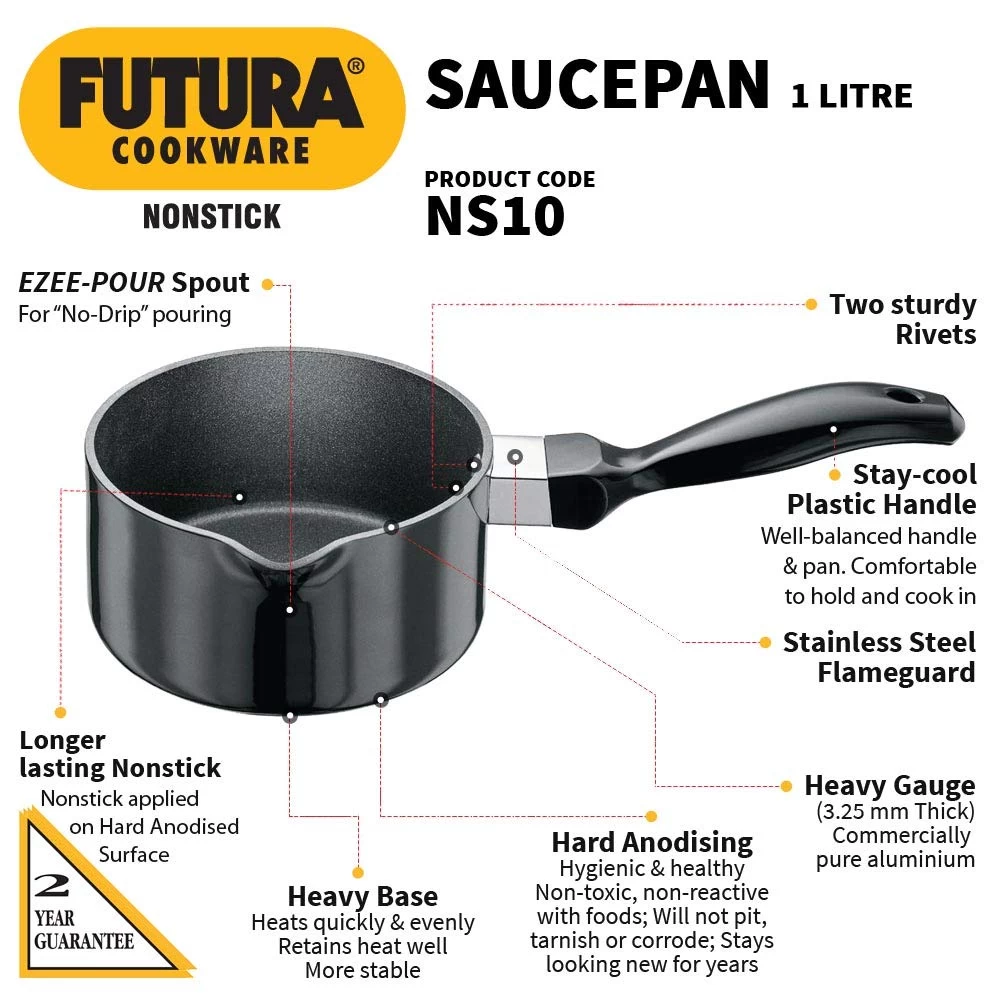 FUTURA®
COOKWARE
NONSTICK
SAUCEPAN 1 LITRE
PRODUCT CODE
NS10
EZEE-POUR Spout
For “No-Drip” pouring
Two sturdy
Rivets
Stay-cool
Plastic Handle
Well-balanced handle
& pan. Comfortable
to hold and cook in
Stainless Steel
Flameguard
Longer
lasting Nonstick
Nonstick applied
on Hard Anodised
Surface
2
YEAR
GUARANTEE
Heavy Base
Heats quickly & evenly
Retains heat well
More stable
Hard Anodising
Hygienic & healthy
Non-toxic, non-reactive
with foods; Will not pit,
tarnish or corrode; Stays
looking new for years
Heavy Gauge
(3.25 mm Thick)
Commercially
pure aluminium